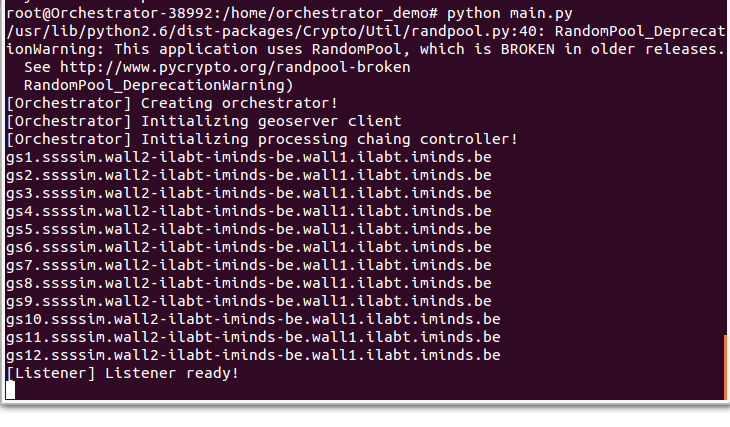 root@Orchestrator-38992:/home/orchestrator_demo# python main.py
/usr/lib/python2.6/dist-packages/Crypto/Util/randpool.py:40: RandomPool_Deprecat
ionWarning: This application uses RandomPool, which is BROKEN in older releases.
  See http://www.pycrypto.org/randpool-broken
  RandomPool_DeprecationWarning)
[Orchestrator] Creating orchestrator!
[Orchestrator] Initializing geoserver client
[Orchestrator] Initializing processing chaing controller!
gs1.ssssim.wall2-ilabt-iminds-be.wall1.ilabt.iminds.be
gs2.ssssim.wall2-ilabt-iminds-be.wall1.ilabt.iminds.be
gs3.ssssim.wall2-ilabt-iminds-be.wall1.ilabt.iminds.be
gs4.ssssim.wall2-ilabt-iminds-be.wall1.ilabt.iminds.be
gs5.ssssim.wall2-ilabt-iminds-be.wall1.ilabt.iminds.be
gs6.ssssim.wall2-ilabt-iminds-be.wall1.ilabt.iminds.be
gs7.ssssim.wall2-ilabt-iminds-be.wall1.ilabt.iminds.be
gs8.ssssim.wall2-ilabt-iminds-be.wall1.ilabt.iminds.be
gs9.ssssim.wall2-ilabt-iminds-be.wall1.ilabt.iminds.be
gs10.ssssim.wall2-ilabt-iminds-be.wall1.ilabt.iminds.be
gs11.ssssim.wall2-ilabt-iminds-be.wall1.ilabt.iminds.be
gs12.ssssim.wall2-ilabt-iminds-be.wall1.ilabt.iminds.be
[Listener] Listener ready!